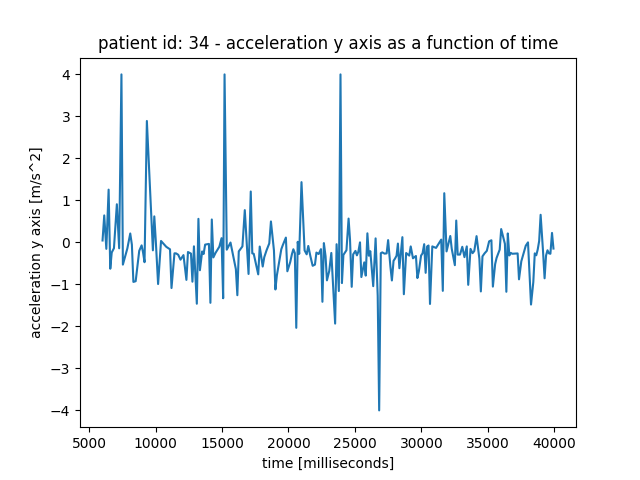 patient id: 34 - acceleration y axis as a function of time
acceleration y axis [m/s^2]
4
3
2
1
0
−1
−2
−3
−4
5000 10000 15000 20000 25000 30000 35000 40000
time [milliseconds]